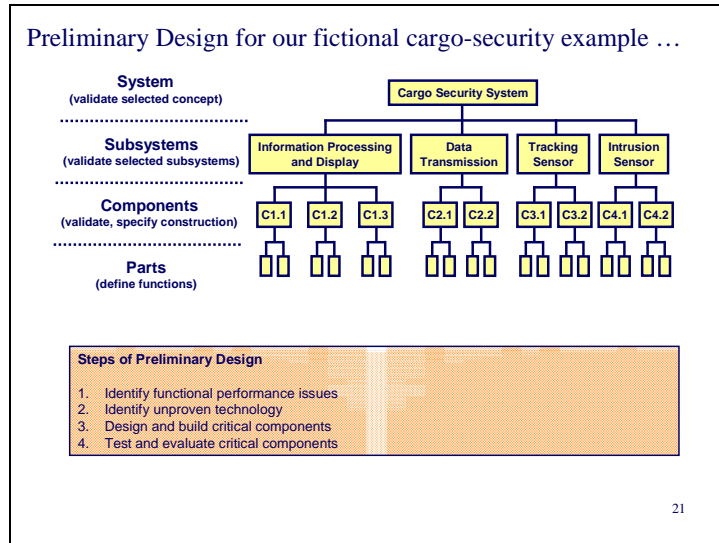 Preliminary Design for our fictional cargo-security example …
System
(validate selected concept)
Cargo Security System
Subsystems
(validate selected subsystems)
Information Processing
and Display
Data
Transmission
Tracking
Sensor
Intrusion
Sensor
Components
(validate, specify construction)
C1.1
C1.2
C1.3
C2.1
C2.2
C3.1
C3.2
C4.1
C4.2
Parts
(define functions)
Steps of Preliminary Design
1. Identify functional performance issues
2. Identify unproven technology
3. Design and build critical components
4. Test and evaluate critical components
21